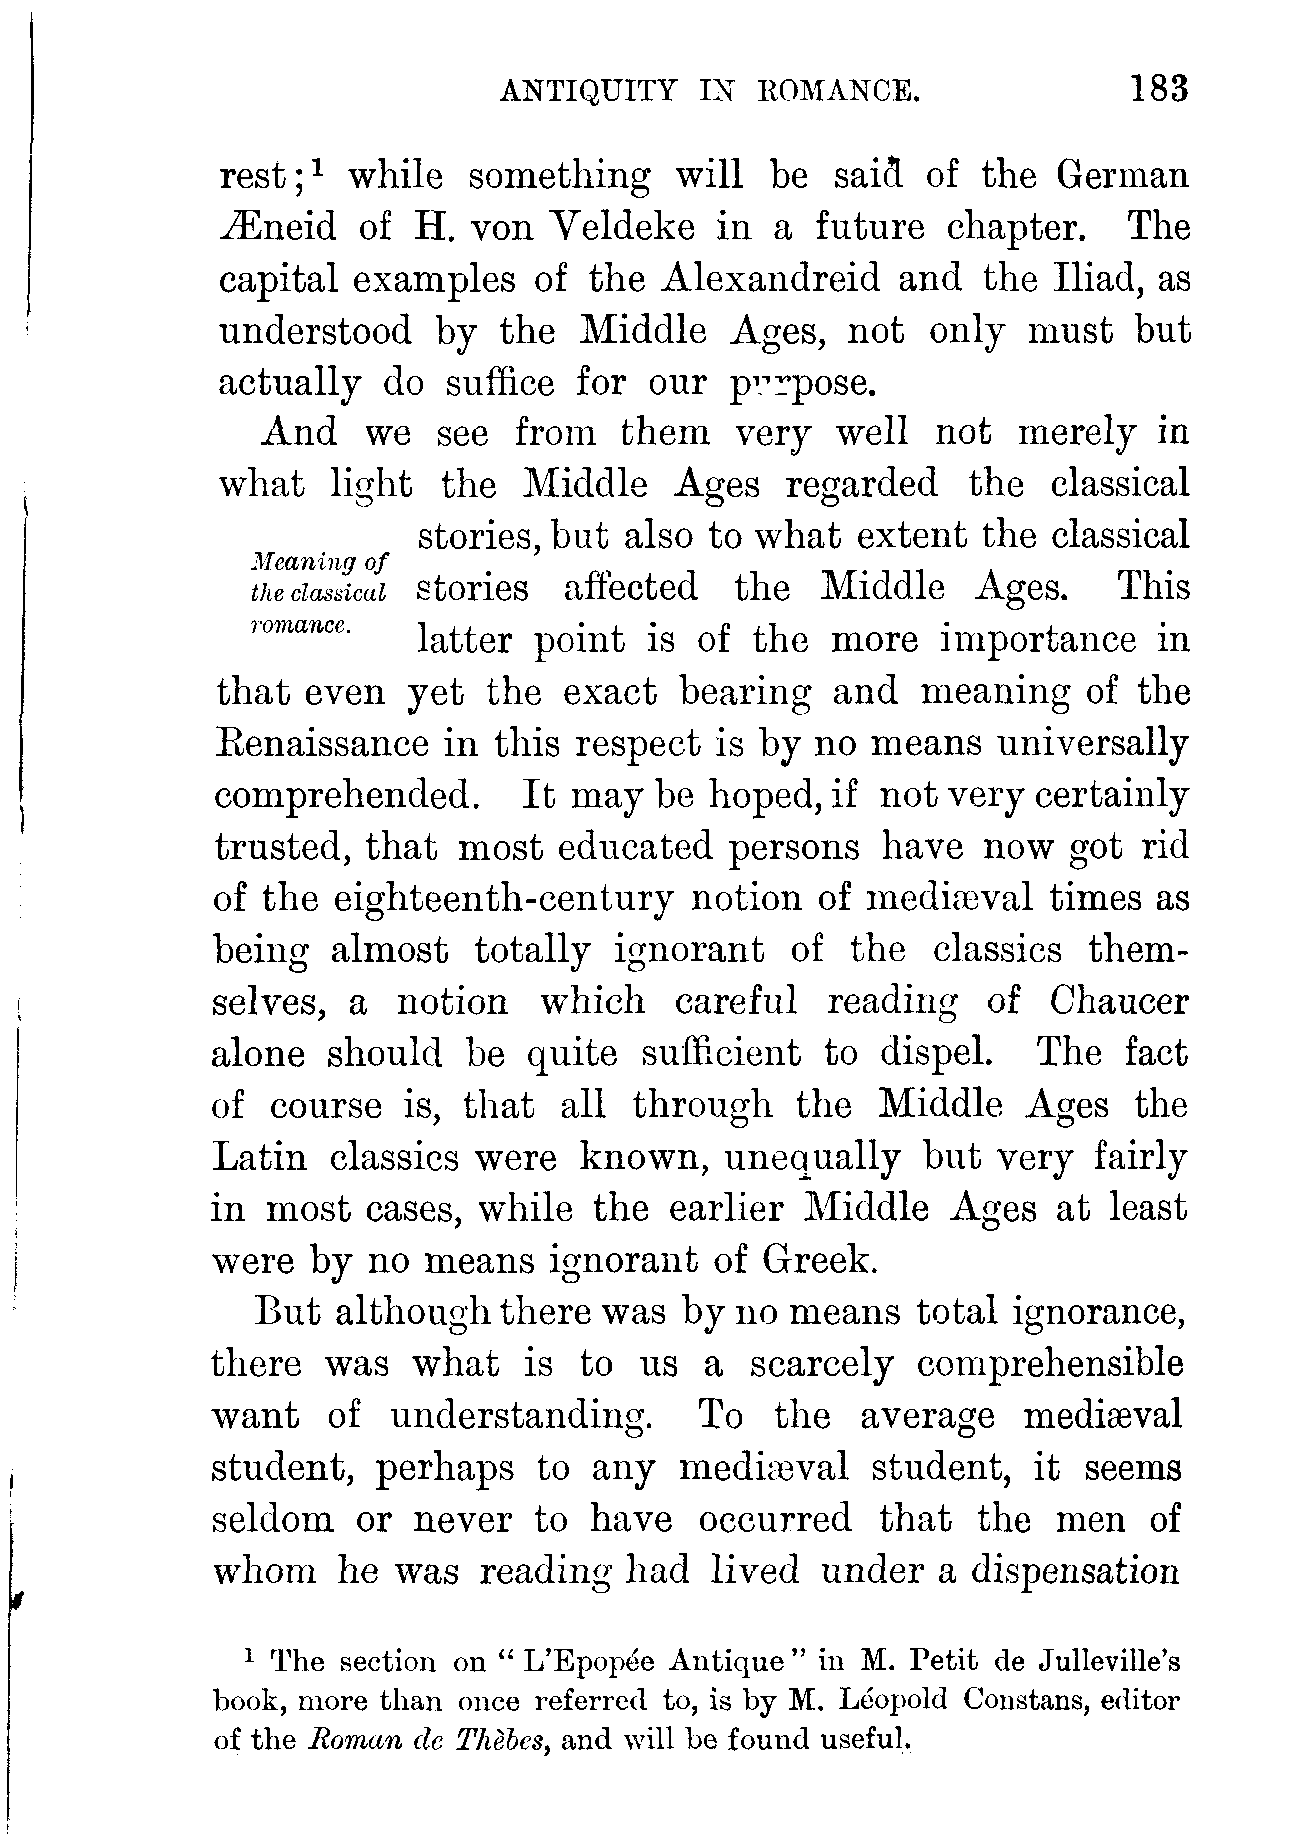 ANTIQUITY IN ROMANCE. 183
rest;¹ while something will be said of the German
Æneid of H. von Veldeke in a future chapter. The
capital examples of the Alexandreid and the Iliad, as
understood by the Middle Ages, not only must but
actually do suffice for our purpose.
And we see from them very well not merely in
what light the Middle Ages regarded the classical
Meaning of
the classical
romance.
stories, but also to what extent the classical
stories affected the Middle Ages. This
latter point is of the more importance in
that even yet the exact bearing and meaning of the
Renaissance in this respect is by no means universally
comprehended. It may be hoped, if not very certainly
trusted, that most educated persons have now got rid
of the eighteenth-century notion of mediæval times as
being almost totally ignorant of the classics them-
selves, a notion which careful reading of Chaucer
alone should be quite sufficient to dispel. The fact
of course is, that all through the Middle Ages the
Latin classics were known, unequally but very fairly
in most cases, while the earlier Middle Ages at least
were by no means ignorant of Greek.
But although there was by no means total ignorance,
there was what is to us a scarcely comprehensible
want of understanding. To the average mediæval
student, perhaps to any mediæval student, it seems
seldom or never to have occurred that the men of
whom he was reading had lived under a dispensation
¹ The section on "L'Epopée Antique" in M. Petit de Julleville's
book, more than once referred to, is by M. Léopold Constans, editor
of the Roman de Thèbes, and will be found useful.